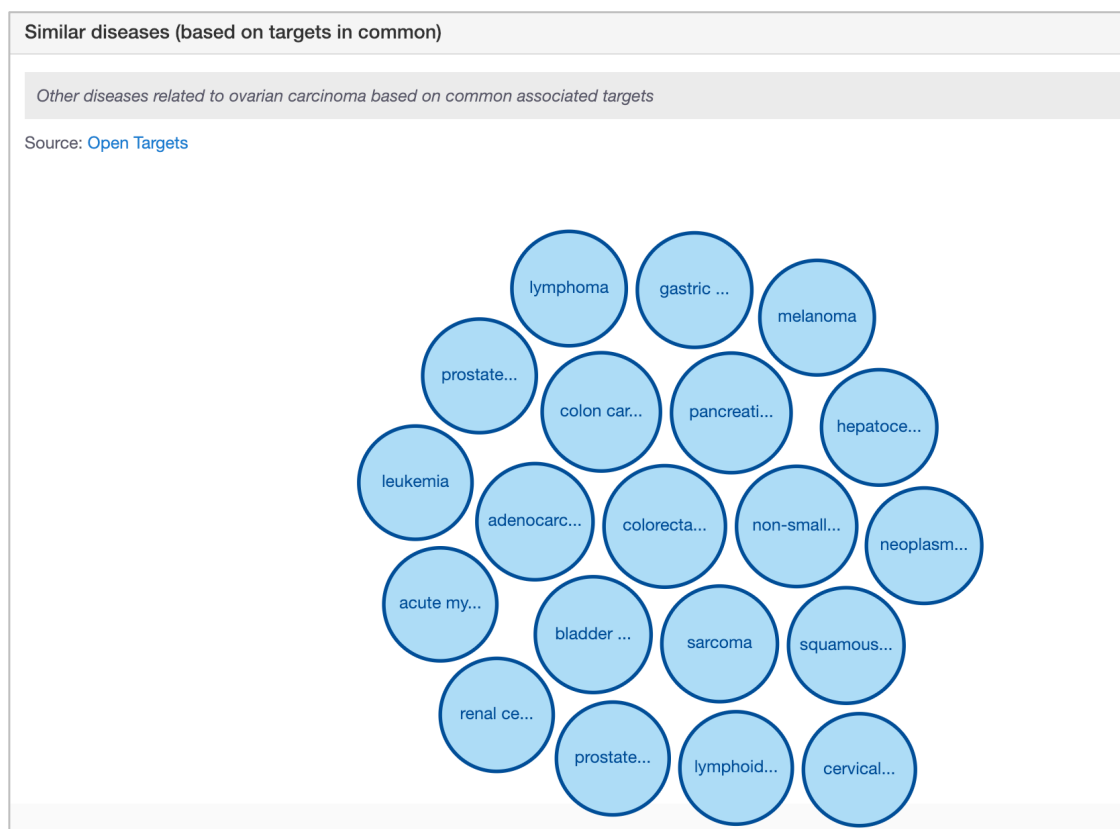 Similar diseases (based on targets in common)
Other diseases related to ovarian carcinoma based on common associated targets
Source: Open Targets
lymphoma
gastric ...
melanoma
prostate...
colon car...
pancreati...
hepatoce...
leukemia
adenocarc...
colorecta...
non-small...
neoplasm...
acute my...
bladder ...
sarcoma
squamous...
renal ce...
prostate...
lymphoid...
cervical...